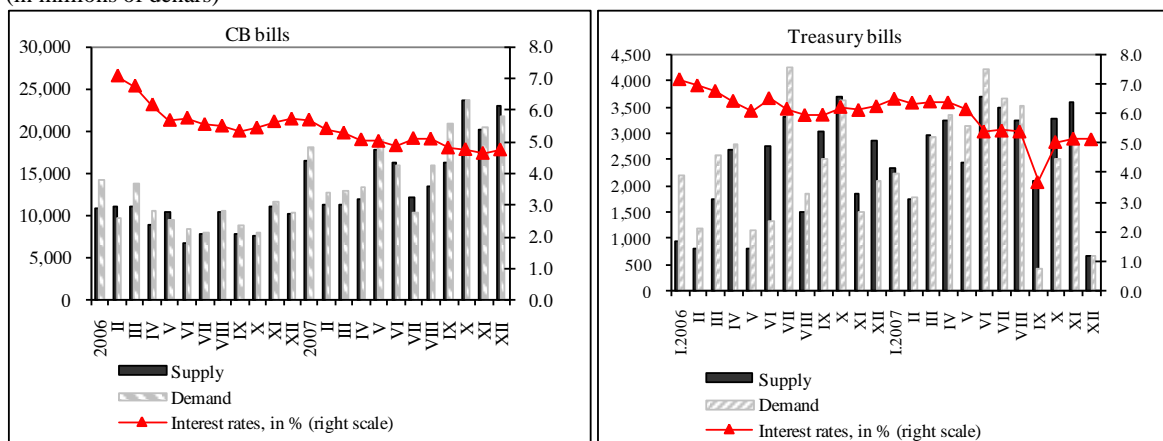 (in millions of denars)
CB bills
30,000
25,000
20,000
15,000
10,000
5,000
0
8.0
7.0
6.0
5.0
4.0
3.0
2.0
1.0
0.0
2006
II
III
IV
V
VI
VII
VIII
IX
X
XI
XII
2007
II
III
IV
V
VI
VII
VIII
IX
X
XI
XII
Supply
Demand
Interest rates, in % (right scale)
Treasury bills
4,500
4,000
3,500
3,000
2,500
2,000
1,500
1,000
500
0
8.0
7.0
6.0
5.0
4.0
3.0
2.0
1.0
0.0
I.2006
II
III
IV
V
VI
VII
VIII
IX
X
XI
XII
I.2007
II
III
IV
V
VI
VII
VIII
IX
X
XI
XII
Supply
Demand
Interest rates, in % (right scale)